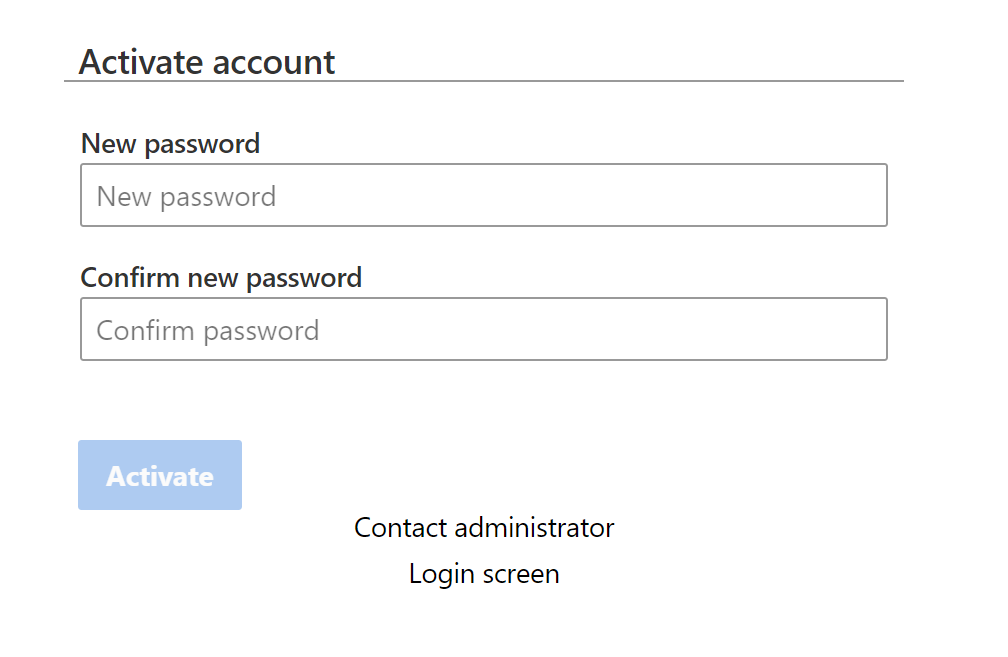 Activate account
New password
New password
Confirm new password
Confirm password
Activate
Contact administrator
Login screen